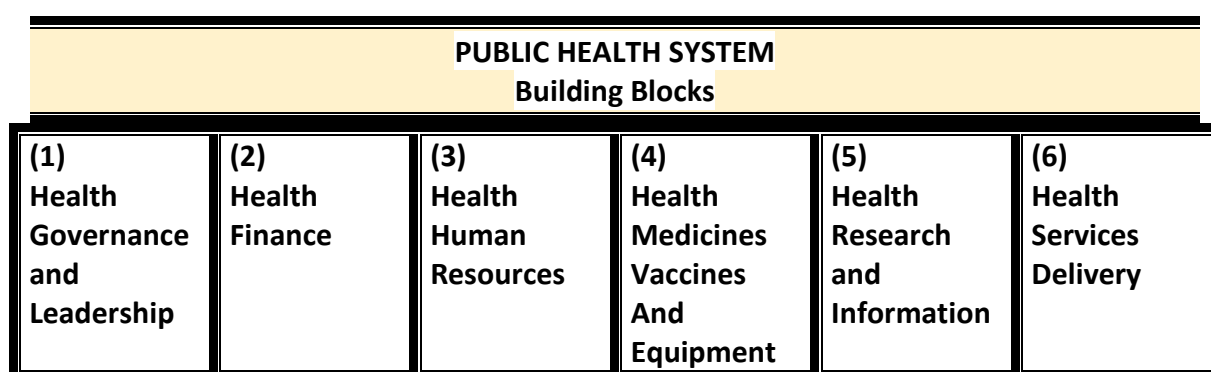 PUBLIC HEALTH SYSTEM
Building Blocks
(1)
Health
Governance
and
Leadership
(2)
Health
Finance
(3)
Health
Human
Resources
(4)
Health
Medicines
Vaccines
And
Equipment
(5)
Health
Research
and
Information
(6)
Health
Services
Delivery